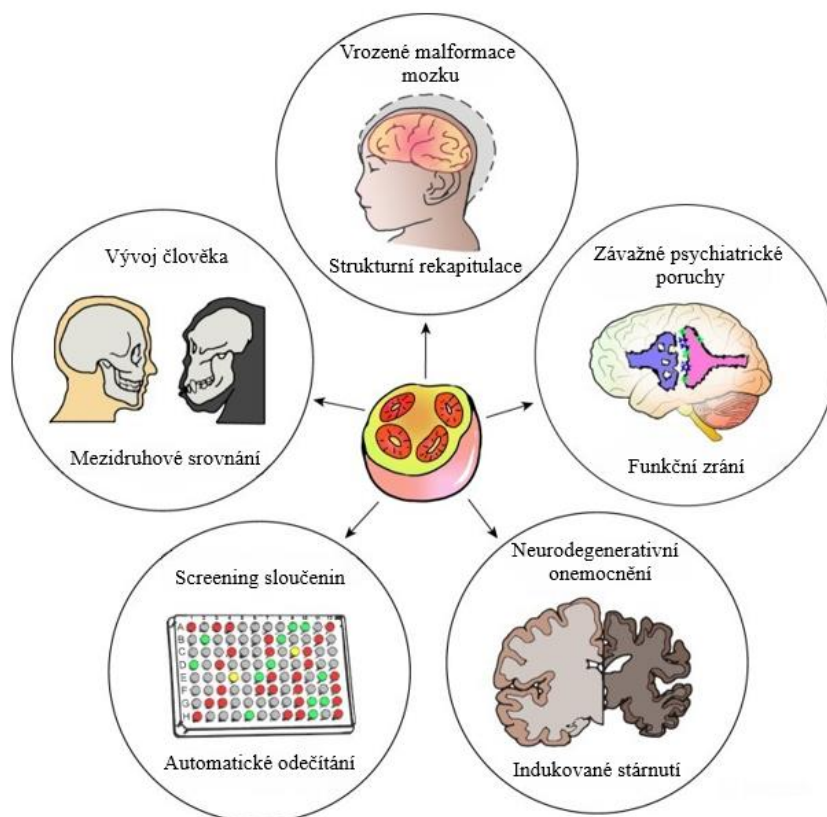 Vrozené malformace
mozku
Strukturní rekapitulace
Vývoj člověka
Mezidruhové srovnání
Závažné psychiatrické
poruchy
Funkční zrání
Screening sloučenin
A
B
C
D
E
F
G
H
Automatické odečítání
Neurodegenerativní
onemocnění
Indukované stárnutí